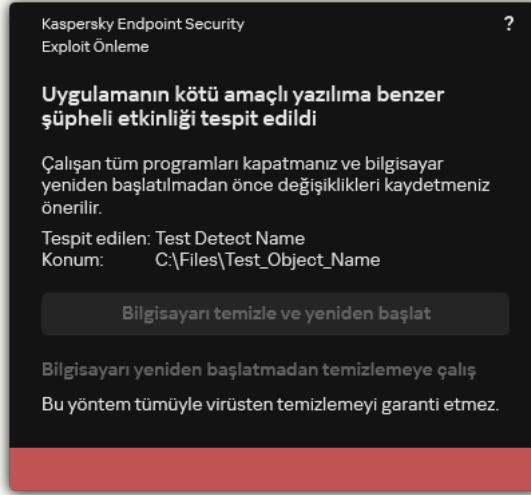 Kaspersky Endpoint Security
?
Exploit Önleme
Uygulamanın kötü amaçlı yazılıma benzer
şüpheli etkinliği tespit edildi
Çalışan tüm programları kapatmanız ve bilgisayar
yeniden başlatılmadan önce değişiklikleri kaydetmeniz
önerilir.
Tespit edilen: Test Detect Name
Konum: C:\Files\Test_Object_Name
Bilgisayarı temizle ve yeniden başlat
Bilgisayarı yeniden başlatmadan temizlemeye çalış
Bu yöntem tümüyle virüsten temizlemeyi garanti etmez.